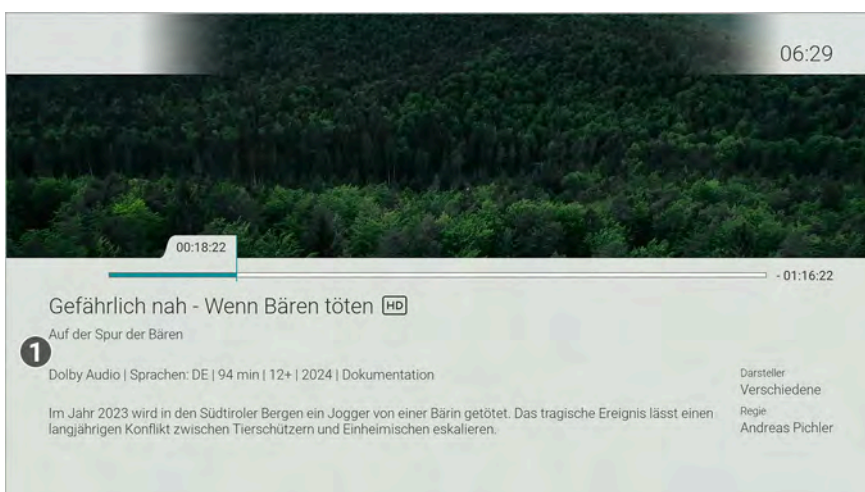 06:29
00:18:22
- 01:16:22
Gefährlich nah - Wenn Bären töten HD
Auf der Spur der Bären
1
Dolby Audio | Sprachen: DE | 94 min | 12+ | 2024 | Dokumentation
Im Jahr 2023 wird in den Südtiroler Bergen ein Jogger von einer Bärin getötet. Das tragische Ereignis lässt einen
langjährigen Konflikt zwischen Tierschützern und Einheimischen eskalieren.
Darsteller
Verschiedene
Regie
Andreas Pichler